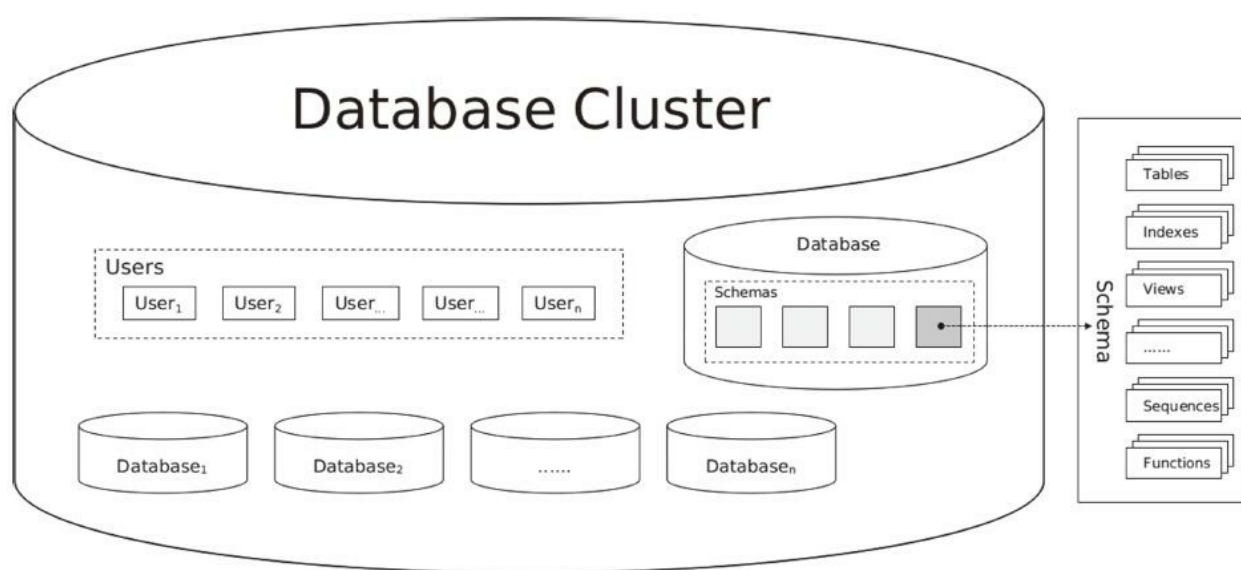 Database Cluster
Users
User₁
User₂
User...
User...
Userₙ
Database
Schemas
Database₁
Database₂
......
Databaseₙ
Schema
Tables
Indexes
Views
......
Sequences
Functions